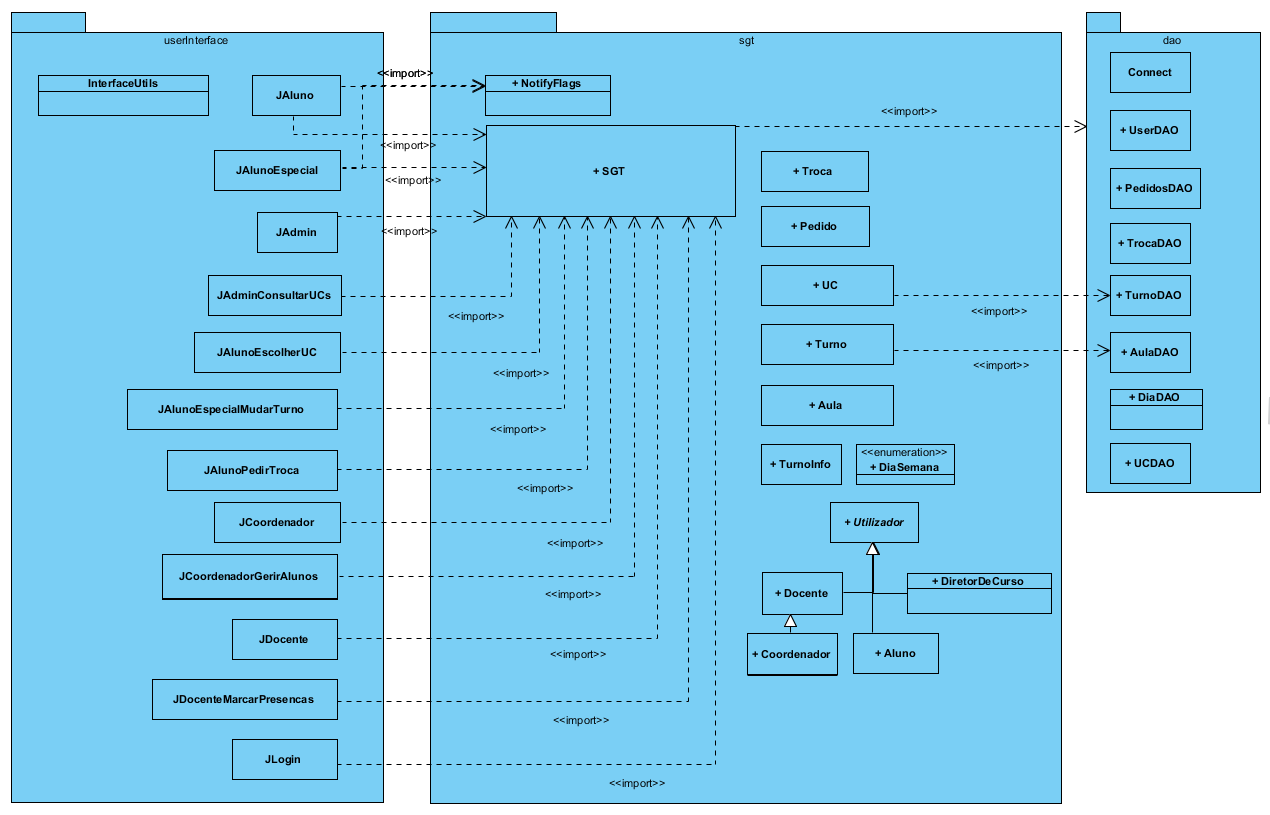 userInterface
InterfaceUtils
JAluno
JAlunoEspecial
JAdmin
JAdminConsultarUCs
JAlunoEscolherUC
JAlunoEspecialMudarTurno
JAlunoPedirTroca
JCoordenador
JCoordenadorGerirAlunos
JDocente
JDocenteMarcarPresencas
JLogin
<<import>>
<<import>>
<<import>>
<<import>>
sgt
+ NotifyFlags
+ SGT
<<import>>
<<import>>
<<import>>
<<import>>
<<import>>
<<import>>
<<import>>
<<import>>
<<import>>
+ Troca
+ Pedido
+ UC
+ Turno
+ Aula
+ TurnoInfo
<<enumeration>>
+ DiaSemana
+ Utilizador
+ Docente
+ DiretorDeCurso
+ Coordenador
+ Aluno
<<import>>
<<import>>
<<import>>
dao
Connect
+ UserDAO
+ PedidosDAO
+ TrocaDAO
+ TurnoDAO
+ AulaDAO
+ DiaDAO
+ UCDAO